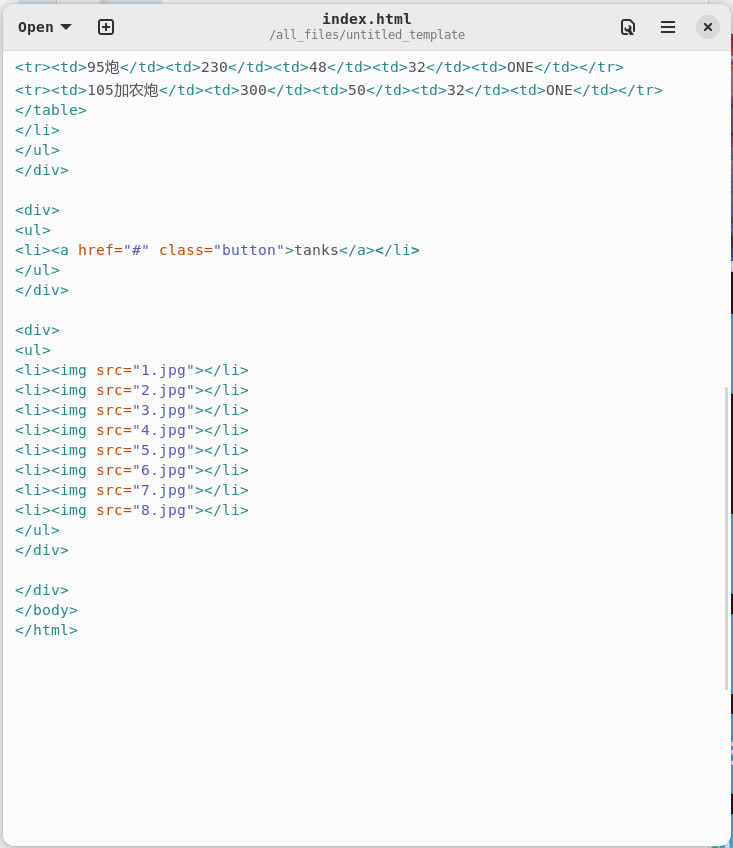 Open
index.html
/all_files/untitled_template
<tr><td>95炮</td><td>230</td><td>48</td><td>32</td><td>ONE</td></tr>
<tr><td>105加农炮</td><td>300</td><td>50</td><td>32</td><td>ONE</td></tr>
</table>
</li>
</ul>
</div>
<div>
<ul>
<li><a href="#" class="button">tanks</a></li>
</ul>
</div>
<div>
<ul>
<li><img src="1.jpg"></li>
<li><img src="2.jpg"></li>
<li><img src="3.jpg"></li>
<li><img src="4.jpg"></li>
<li><img src="5.jpg"></li>
<li><img src="6.jpg"></li>
<li><img src="7.jpg"></li>
<li><img src="8.jpg"></li>
</ul>
</div>
</div>
</body>
</html>